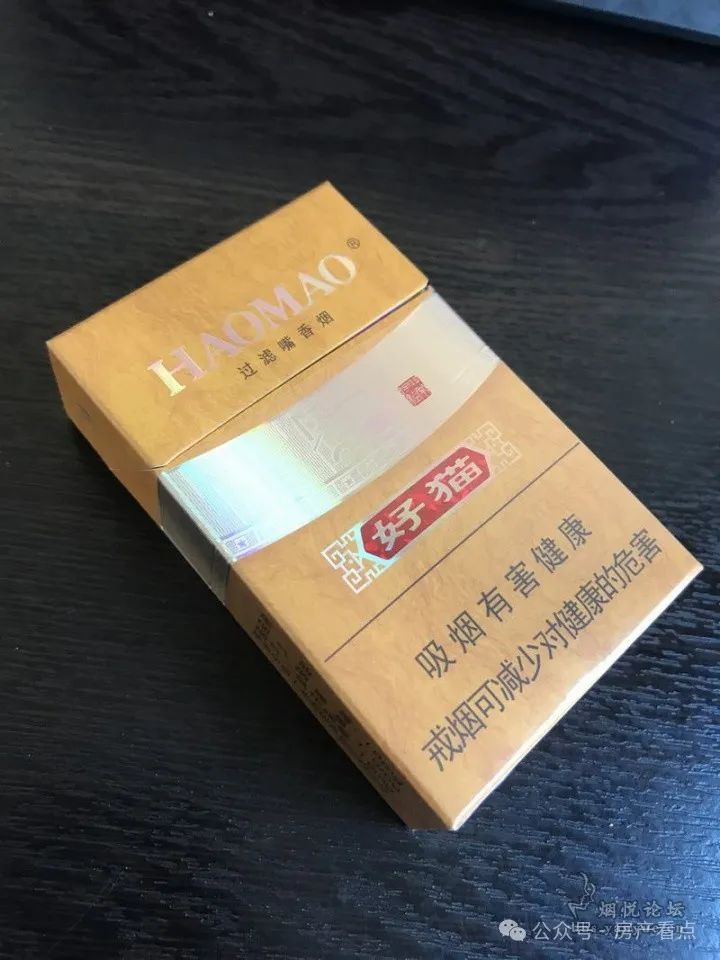 HAOMAO®
过滤嘴香烟
好猫
吸烟有害健康
戒烟可减少对健康的危害
烟悦论坛
公众号·房产看点